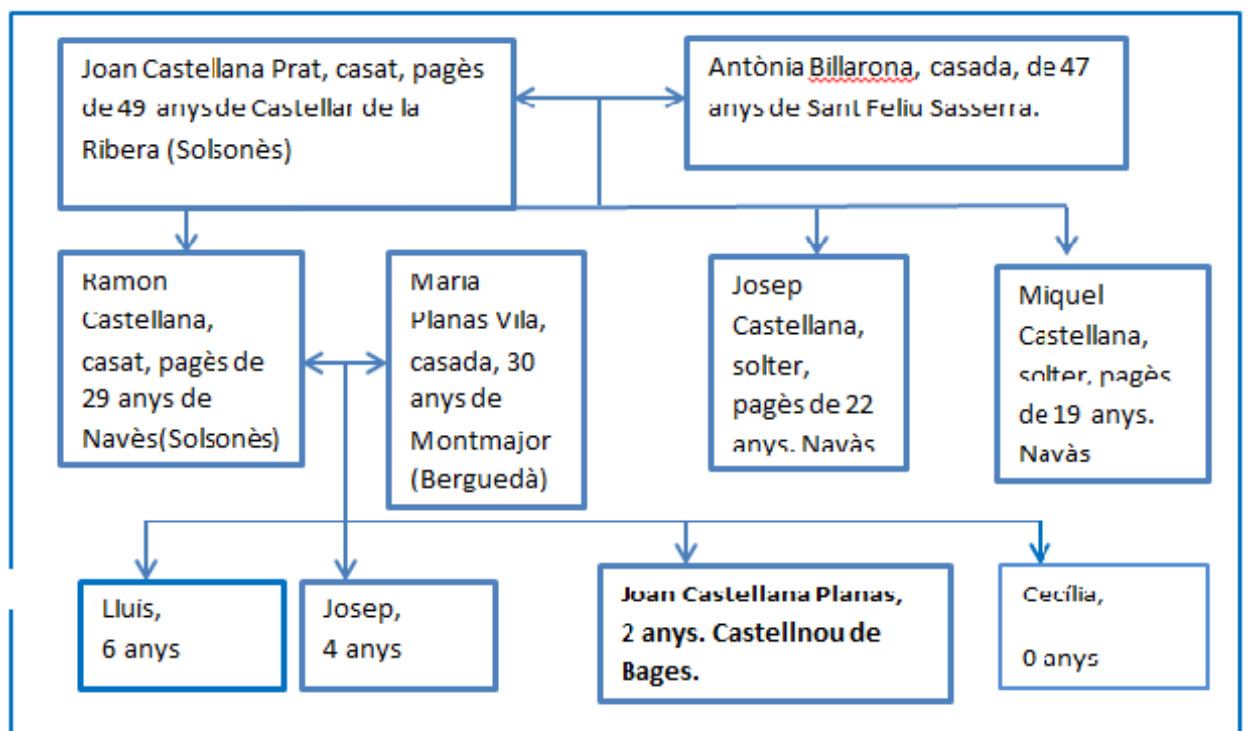 Joan Castellana Prat, casat, pagès
de 49 anys de Castellar de la
Ribera (Solsonès)
Antònia Billarona, casada, de 47
anys de Sant Feliu Sasserra.
Ramon
Castellana,
casat, pagès de
29 anys de
Navès(Solsonès)
Maria
Planas Vila,
casada, 30
anys de
Montmajor
(Berguedà)
Josep
Castellana,
solter,
pagès de 22
anys. Navàs
Miquel
Castellana,
solter, pagès
de 19 anys.
Navàs
Lluís,
6 anys
Josep,
4 anys
Joan Castellana Planas,
2 anys. Castellnou de
Bages.
Cecília,
0 anys